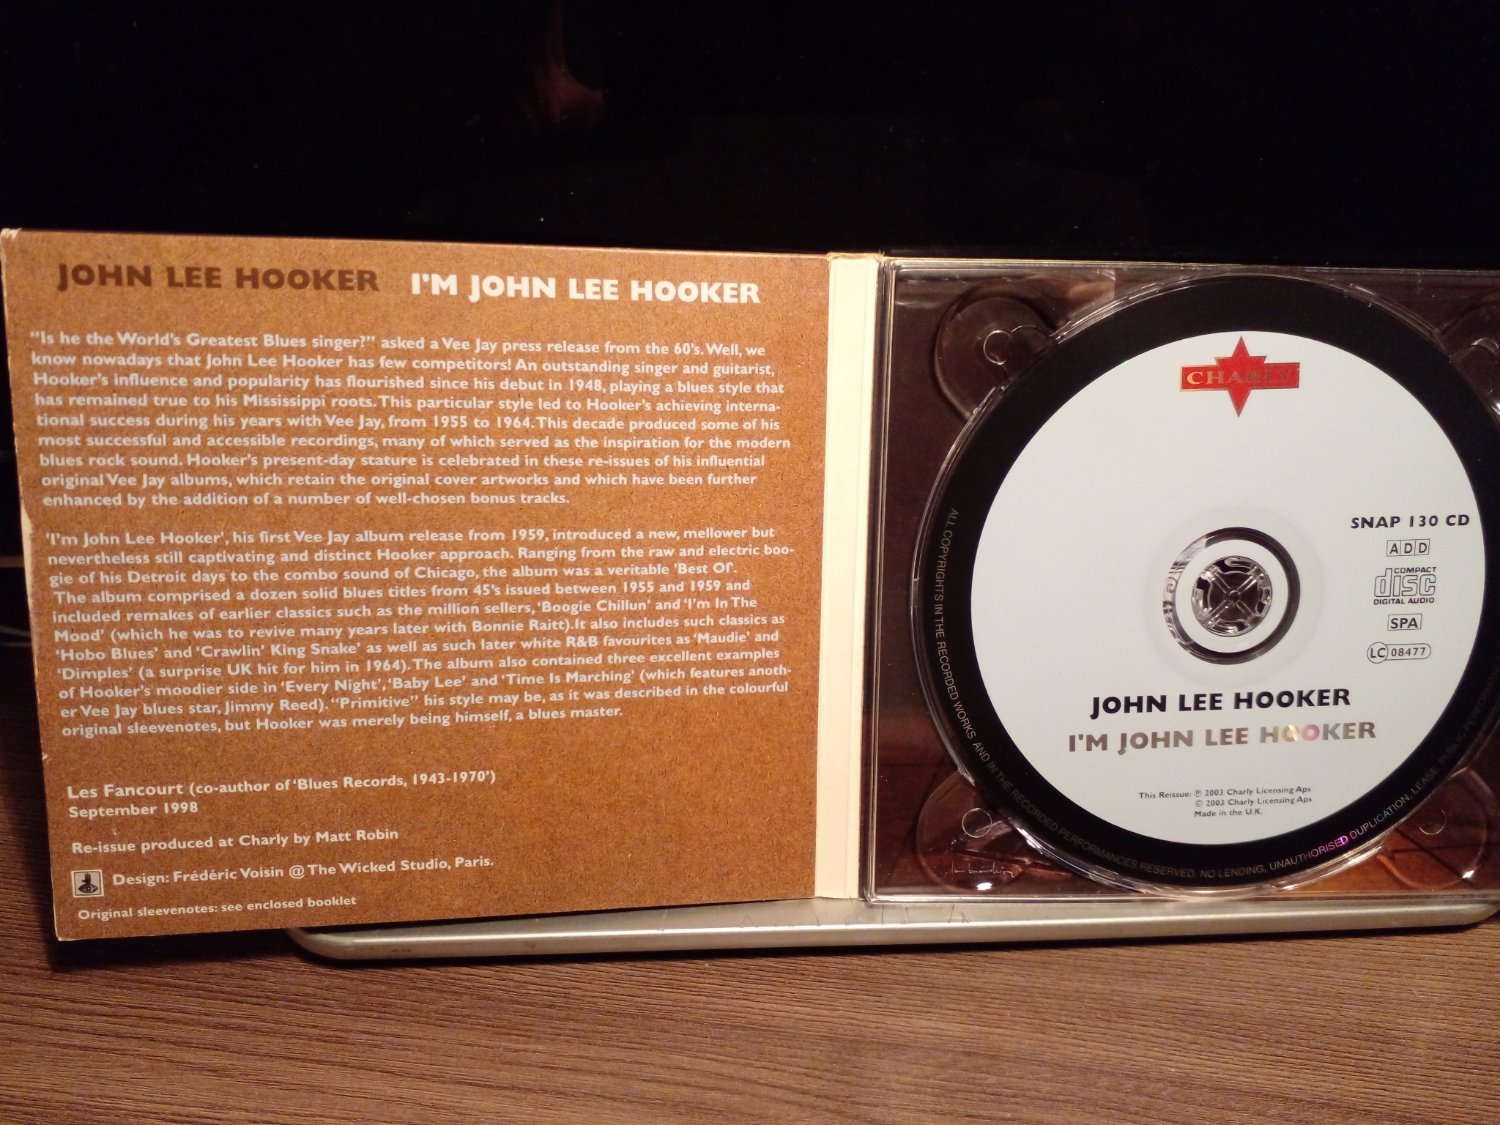 JOHN LEE HOOKER I'M JOHN LEE HOOKER
"Is he the World's Greatest Blues singer?" asked a Vee Jay press release from the 60's. Well, we
know nowadays that John Lee Hooker has few competitors! An outstanding singer and guitarist,
Hooker's influence and popularity has flourished since his debut in 1948, playing a blues style that
has remained true to his Mississippi roots. This particular style led to Hooker's achieving interna-
tional success during his years with Vee Jay, from 1955 to 1964. This decade produced some of his
most successful and accessible recordings, many of which served as the inspiration for the modern
blues rock sound. Hooker's present-day stature is celebrated in these re-issues of his influential
original Vee Jay albums, which retain the original cover artworks and which have been further
enhanced by the addition of a number of well-chosen bonus tracks.
'I'm John Lee Hooker', his first Vee Jay album release from 1959, introduced a new, mellower but
nevertheless still captivating and distinct Hooker approach. Ranging from the raw and electric boo-
gie of his Detroit days to the combo sound of Chicago, the album was a veritable 'Best Of'.
The album comprised a dozen solid blues titles from 45's issued between 1955 and 1959 and
included remakes of earlier classics such as the million sellers, 'Boogie Chillun' and 'I'm In The
Mood' (which he was to revive many years later with Bonnie Raitt). It also includes such classics as
'Hobo Blues' and 'Crawlin' King Snake' as well as such later white R&B favourites as 'Maudie' and
'Dimples' (a surprise UK hit for him in 1964). The album also contained three excellent examples
of Hooker's moodier side in 'Every Night', 'Baby Lee' and 'Time Is Marching' (which features anoth-
er Vee Jay blues star, Jimmy Reed). "Primitive" his style may be, as it was described in the colourful
original sleevenotes, but Hooker was merely being himself, a blues master.
Les Fancourt (co-author of 'Blues Records, 1943-1970')
September 1998
Re-issue produced at Charly by Matt Robin
Design: Frédéric Voisin @ The Wicked Studio, Paris.
Original sleevenotes: see enclosed booklet
CHARLY
SNAP 130 CD
ADD
COMPACT
disc
DIGITAL AUDIO
SPA
LC 08477
JOHN LEE HOOKER
I'M JOHN LEE HOOKER
This Reissue: ℗ 2003 Charly Licensing Aps
© 2003 Charly Licensing Aps
Made in the U.K.
ALL COPYRIGHTS IN THE RECORDED WORKS AND IN THE RECORDED PERFORMANCES RESERVED. NO LENDING, UNAUTHORISED DUPLICATION, LEASE, PUBLIC